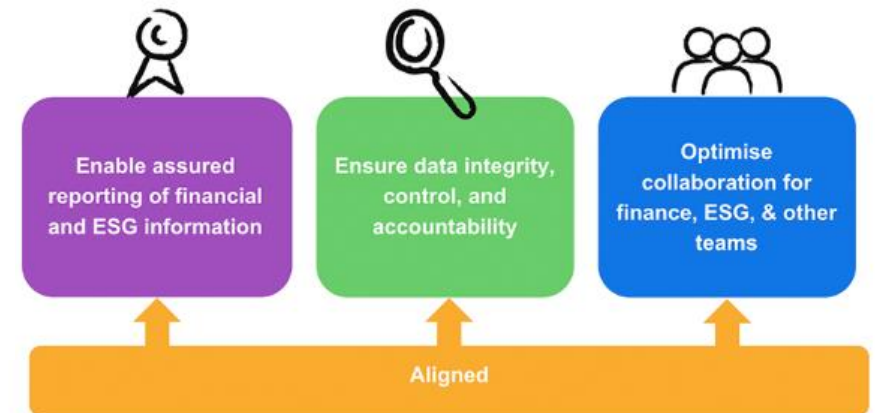 Enable assured
reporting of financial
and ESG information
Ensure data integrity,
control, and
accountability
Optimise
collaboration for
finance, ESG, & other
teams
Aligned